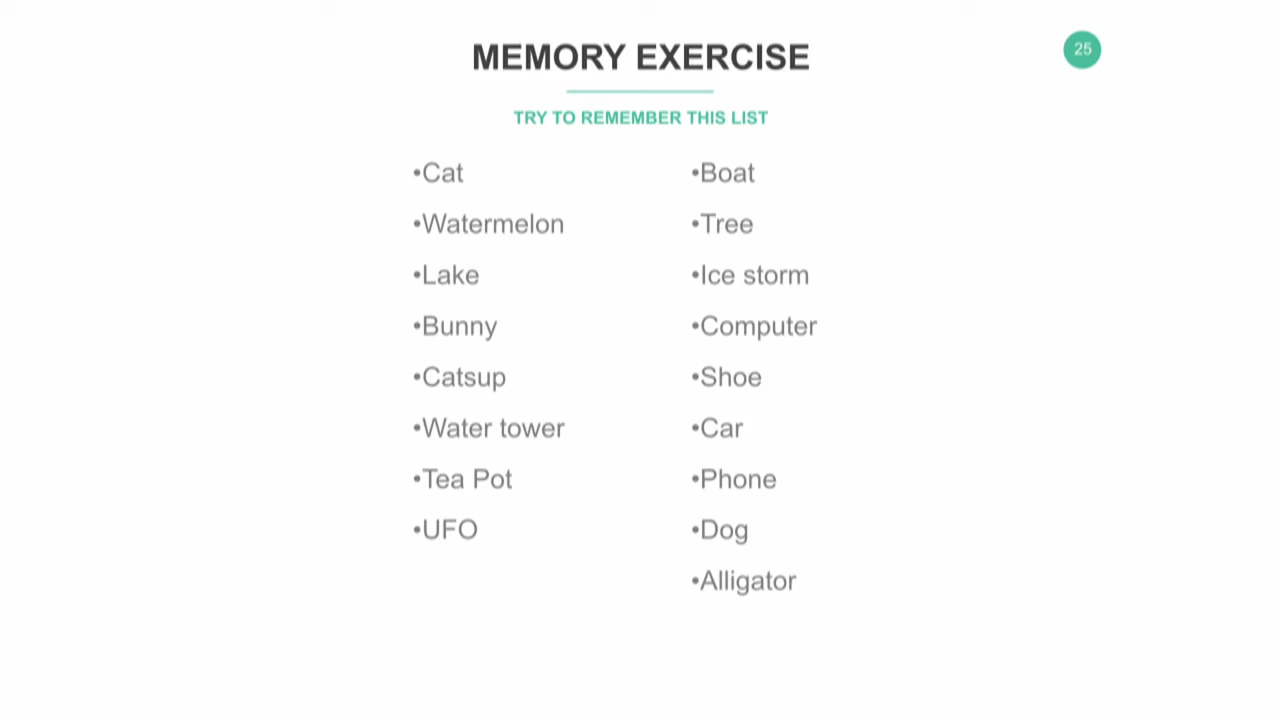 MEMORY EXERCISE
25
TRY TO REMEMBER THIS LIST
•Cat
•Watermelon
•Lake
•Bunny
•Catsup
•Water tower
•Tea Pot
•UFO
•Boat
•Tree
•Ice storm
•Computer
•Shoe
•Car
•Phone
•Dog
•Alligator